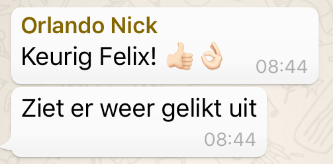 Orlando Nick
Keurig Felix! 👍🏻👌🏻
08:44
Ziet er weer gelikt uit
08:44